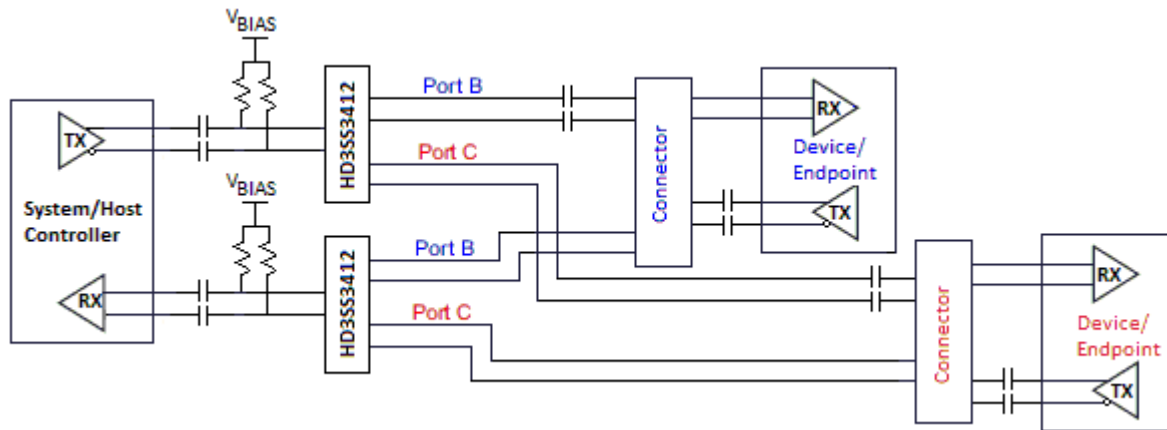 VBIAS
HD3SS3412
Port B
Port C
TX
System/Host
Controller
RX
VBIAS
HD3SS3412
Port B
Port C
Connector
RX
Device/
Endpoint
TX
Connector
RX
Device/
Endpoint
TX